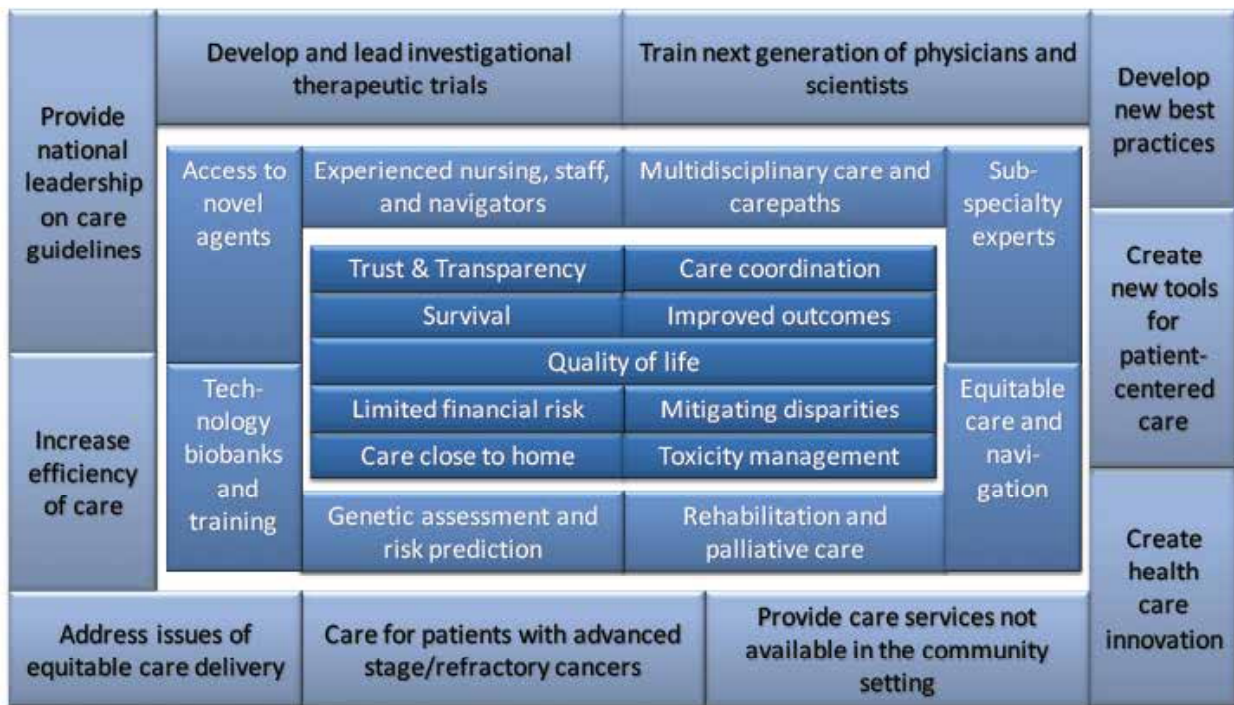 Develop and lead investigational
therapeutic trials
Train next generation of physicians and
scientists
Provide
national
leadership
on care
guidelines
Develop
new best
practices
Access to
novel
agents
Experienced nursing, staff,
and navigators
Multidisciplinary care and
carepaths
Sub-
specialty
experts
Trust & Transparency
Care coordination
Survival
Improved outcomes
Quality of life
Limited financial risk
Mitigating disparities
Care close to home
Toxicity management
Create
new tools
for
patient-
centered
care
Increase
efficiency
of care
Tech-
nology
biobanks
and
training
Equitable
care and
navi-
gation
Genetic assessment and
risk prediction
Rehabilitation and
palliative care
Create
health
care
innovation
Address issues of
equitable care delivery
Care for patients with advanced
stage/refractory cancers
Provide care services not
available in the community
setting